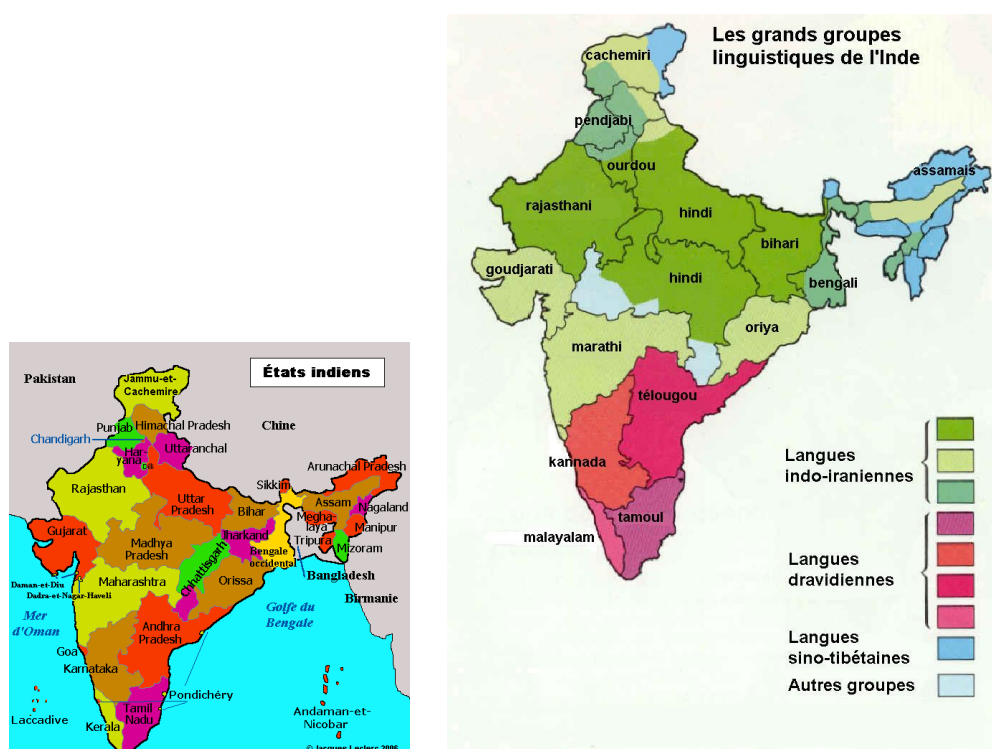 Les grands groupes
linguistiques de l'Inde
cachemiri
pendjabi
ourdou
assamais
rajasthani
hindi
bihari
goudjarati
hindi
bengali
oriya
marathi
télougou
kannada
tamoul
malayalam
Langues
indo-iraniennes
Langues
dravidiennes
Langues
sino-tibétaines
Autres groupes
États indiens
Pakistan
Jammu-et-
Cachemire
Chine
Punjab
Himachal Pradesh
Chandigarh
Uttaranchal
Har-
yana
Arunachal Pradesh
Rajasthan
Sikkim
Uttar
Pradesh
Assam
Nagaland
Bihar
Megha-
laya
Manipur
Gujarat
Madhya
Pradesh
Jharkand
Tripura
Mizoram
Bengale
occidental
Chhattisgarh
Daman-et-Diu
Maharashtra
Orissa
Bangladesh
Dadra-et-Nagar-Haveli
Birmanie
Mer
d'Oman
Golfe du
Bengale
Andhra
Pradesh
Goa
Karnataka
Pondichéry
Laccadive
Tamil
Nadu
Andaman-et-
Nicobar
Kerala
© Jacques Leclerc 2006